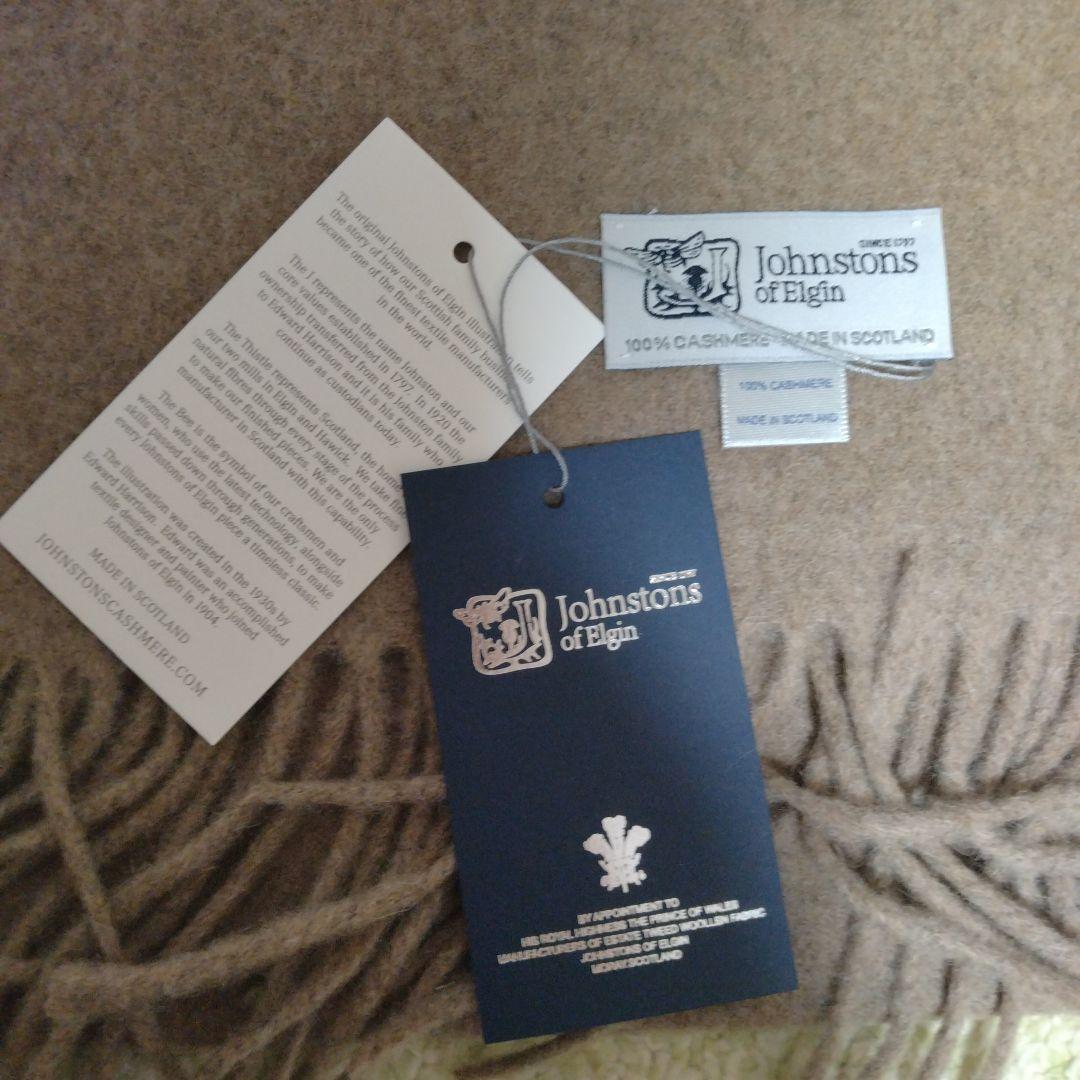 The original Johnstons of Elgin illustration tells
the story of how our Scottish family business
became one of the finest textile manufacturers
in the world.
The J represents the name Johnston and our
core values established in 1797. In 1920 the
ownership transferred from the Johnston family
to Edward Harrison and it is his family who
continue as custodians today.
The Thistle represents Scotland, the home
our two mills in Elgin and Hawick. We take
natural fibres through every stage of the process
to make our finished pieces. We are the only
manufacturer in Scotland with this capability.
The Bee is the symbol of our craftsmen and
women, who use the latest technology, alongside
skills passed down through generations, to make
every Johnstons of Elgin piece a timeless classic.
The illustration was created in the 1930s by
Edward Harrison. Edward was an accomplished
textile designer and painter who joined
Johnstons of Elgin in 1904.
MADE IN SCOTLAND
JOHNSTONSCASHMERE.COM
SINCE 1797
Johnstons
of Elgin
100% CASHMERE MADE IN SCOTLAND
100% CASHMERE
MADE IN SCOTLAND
SINCE 1797
Johnstons
of Elgin
BY APPOINTMENT TO
HIS ROYAL HIGHNESS THE PRINCE OF WALES
MANUFACTURERS OF ESTATE TWEED WOOLLEN FABRIC
JOHNSTONS OF ELGIN
MORAY SCOTLAND